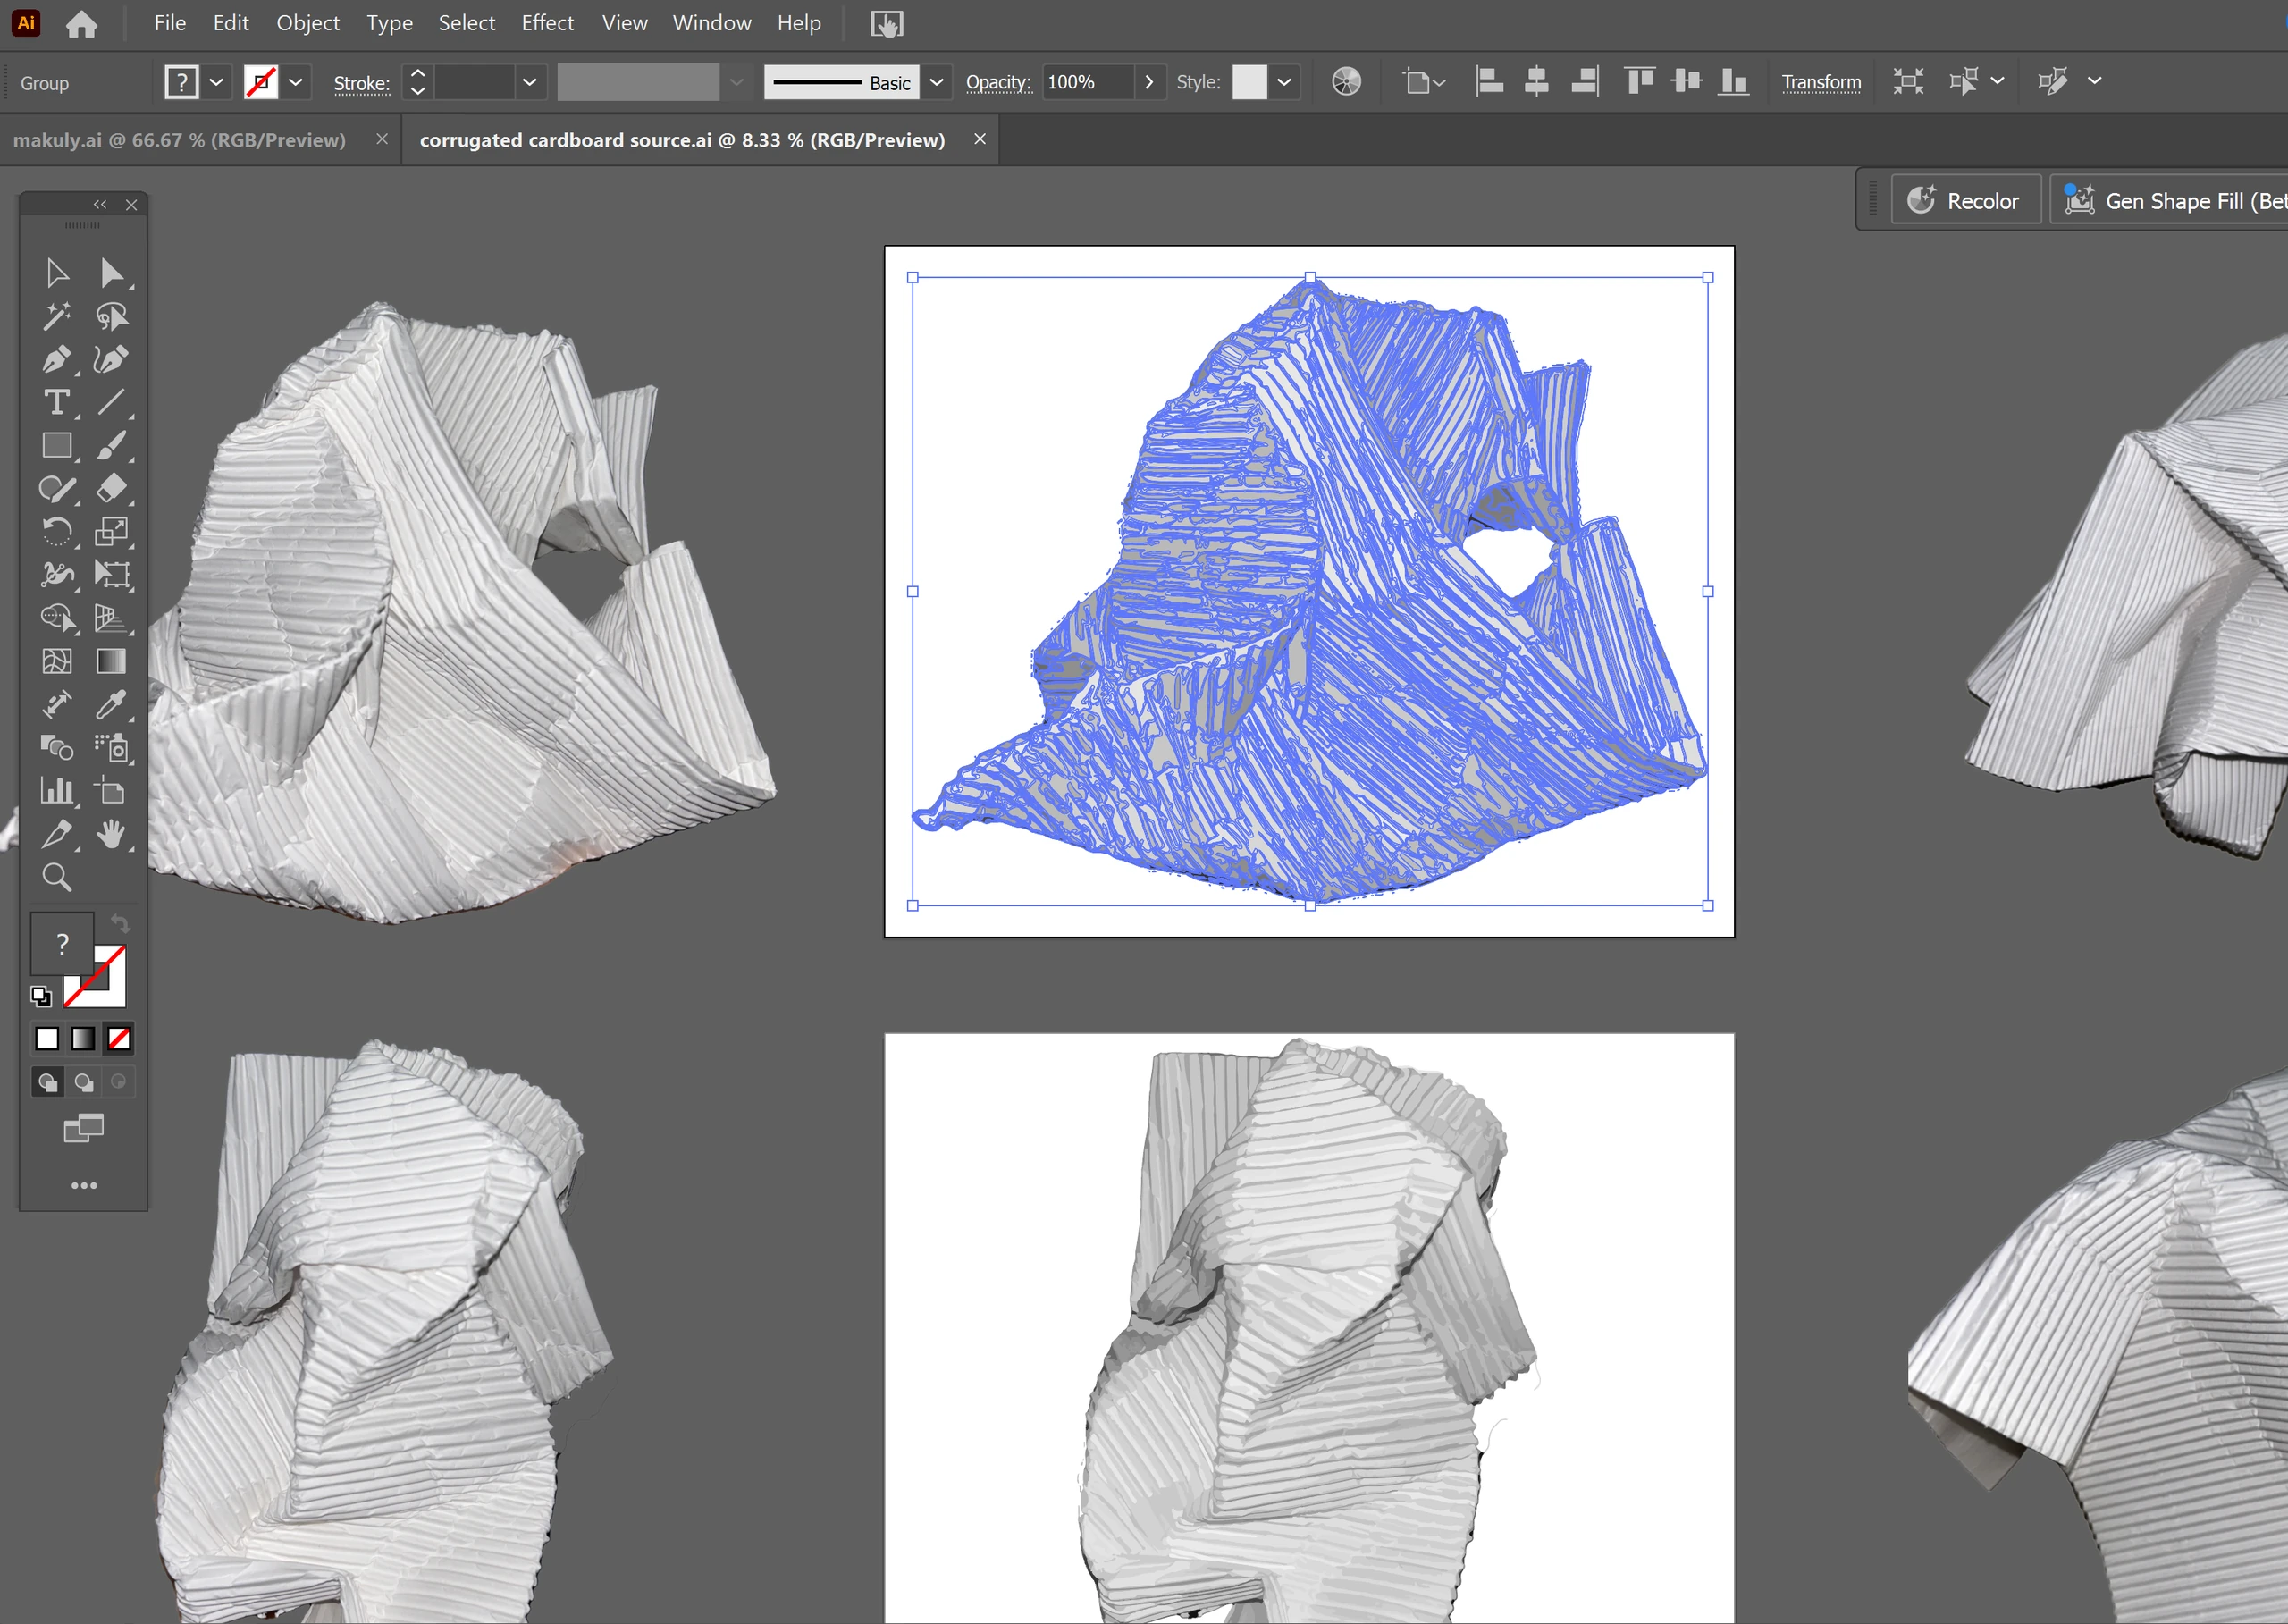 Ai File Edit Object Type Select Effect View Window Help
Group ? Stroke: Basic Opacity: 100% Style: Transform
makuly.ai @ 66.67 % (RGB/Preview) corrugated cardboard source.ai @ 8.33 % (RGB/Preview)
Recolor Gen Shape Fill (Bet
T
?